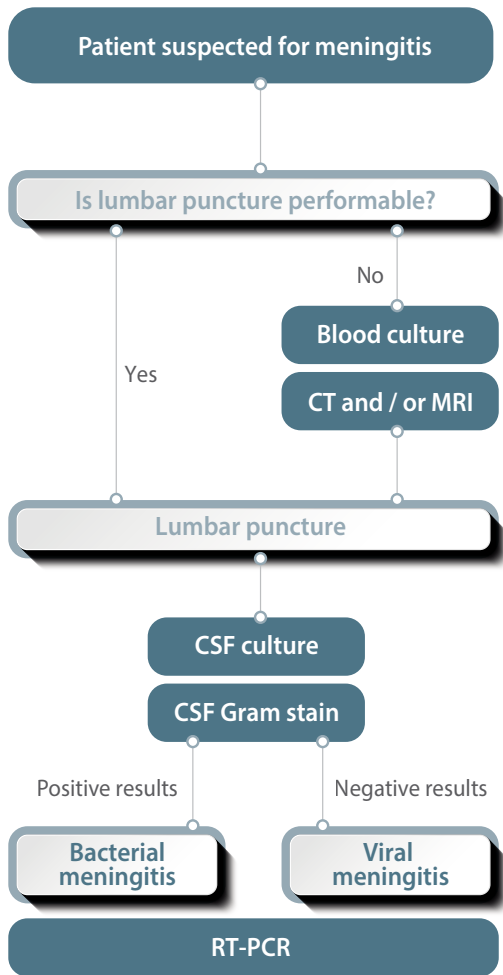 Patient suspected for meningitis
Is lumbar puncture performable?
No
Blood culture
Yes
CT and / or MRI
Lumbar puncture
CSF culture
CSF Gram stain
Positive results
Negative results
Bacterial
meningitis
Viral
meningitis
RT-PCR